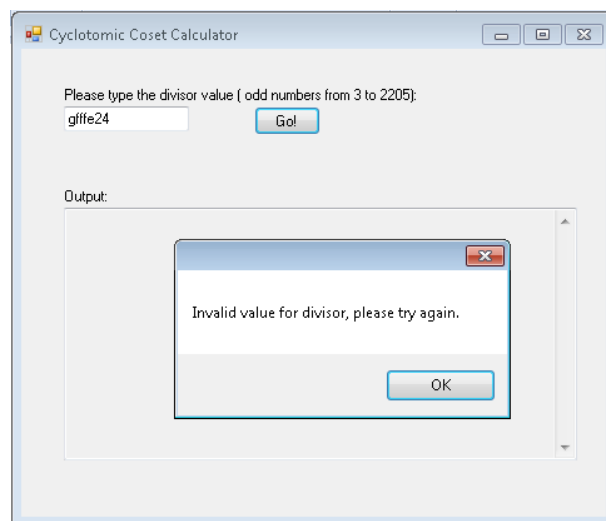 Cyclotomic Coset Calculator
Please type the divisor value ( odd numbers from 3 to 2205):
gfffe24
Go!
Output:
Invalid value for divisor, please try again.
OK